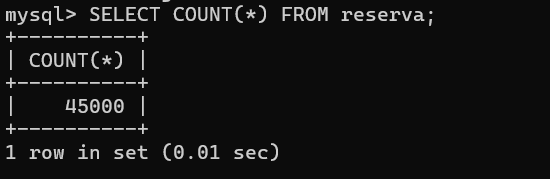 mysql> SELECT COUNT(*) FROM reserva;
+----------+
| COUNT(*) |
+----------+
|    45000 |
+----------+
1 row in set (0.01 sec)